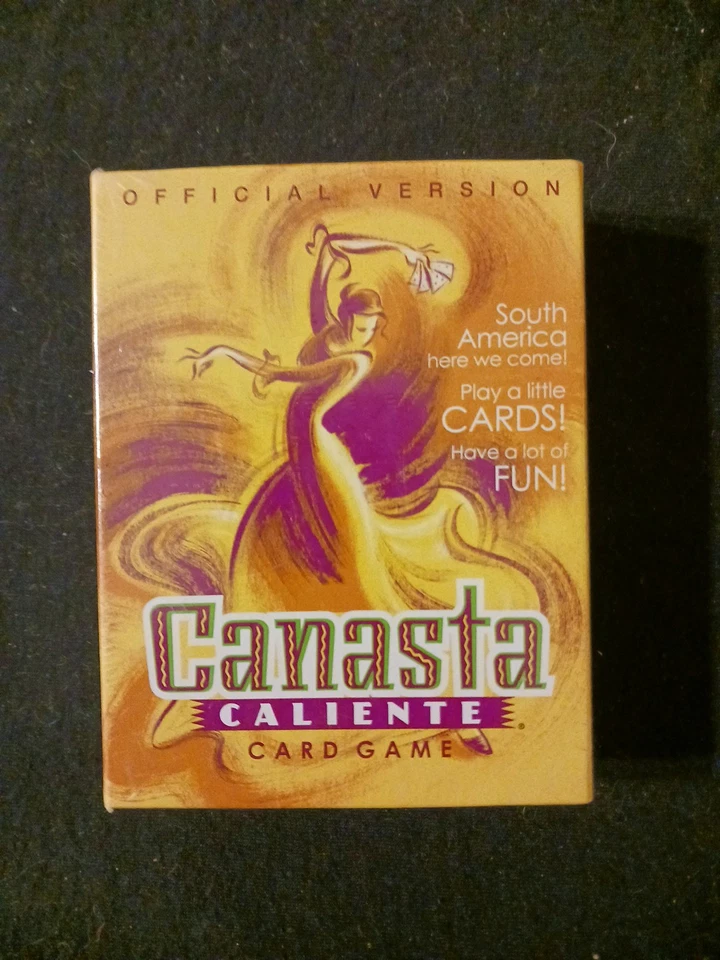 OFFICIAL VERSION
South
America
here we come!
Play a little
CARDS!
Have a lot of
FUN!
Canasta
CALIENTE®
CARD GAME